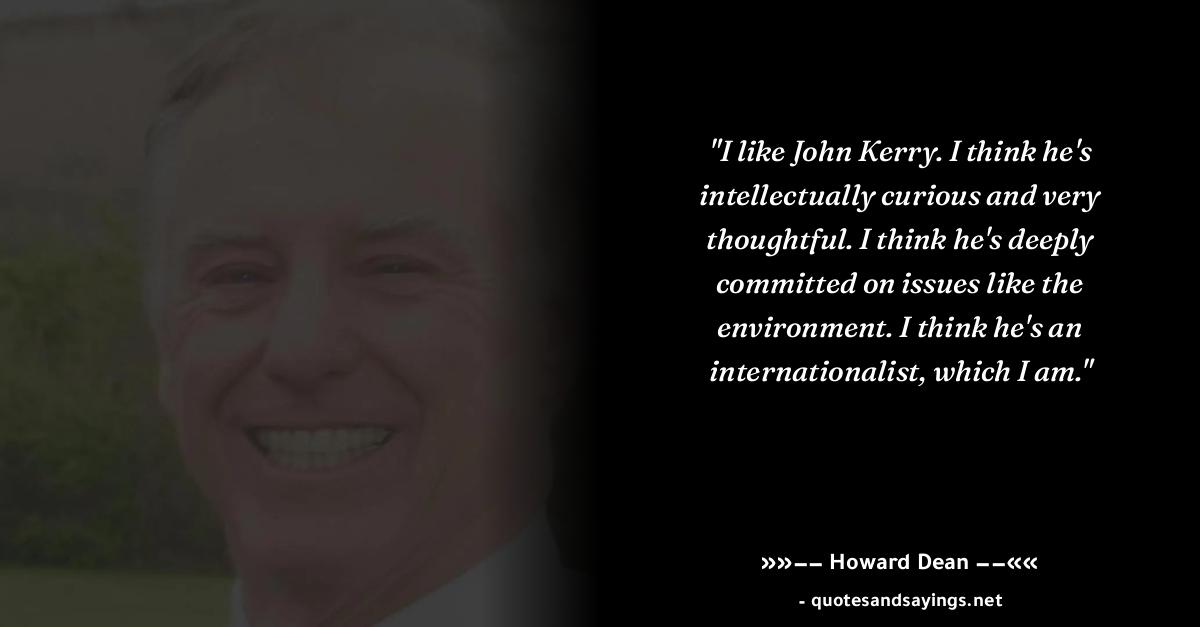 "I like John Kerry. I think he's
intellectually curious and very
thoughtful. I think he's deeply
committed on issues like the
environment. I think he's an
internationalist, which I am."
»»–– Howard Dean ––««
- quotesandsayings.net